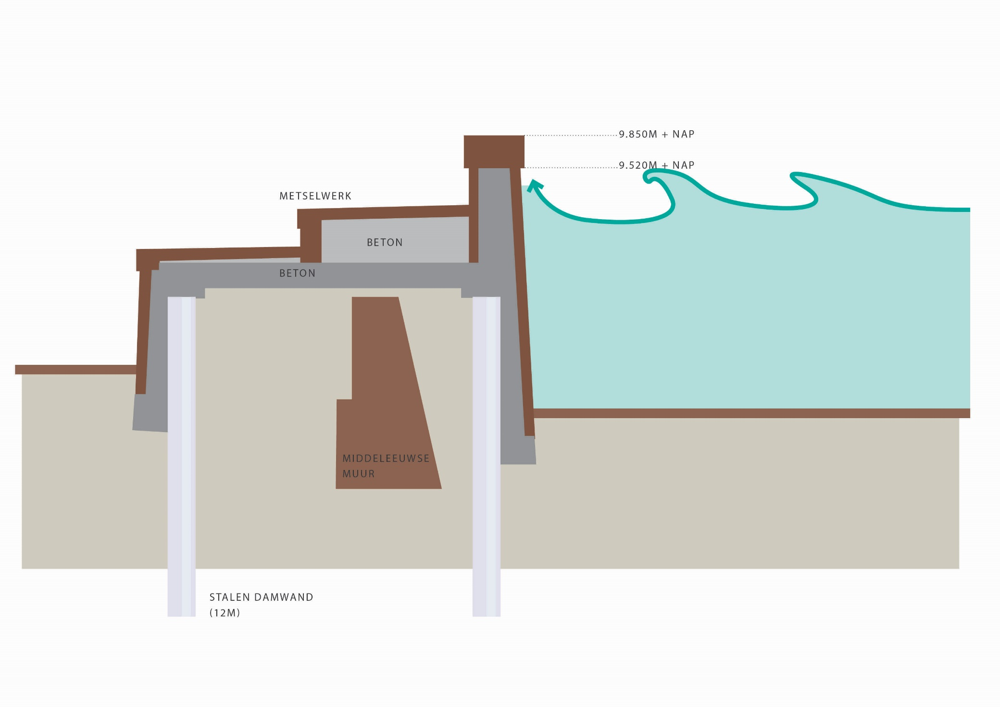 9.850M + NAP
9.520M + NAP
METSELWERK
BETON
BETON
MIDDELEEUWSE
MUUR
STALEN DAMWAND
(12M)